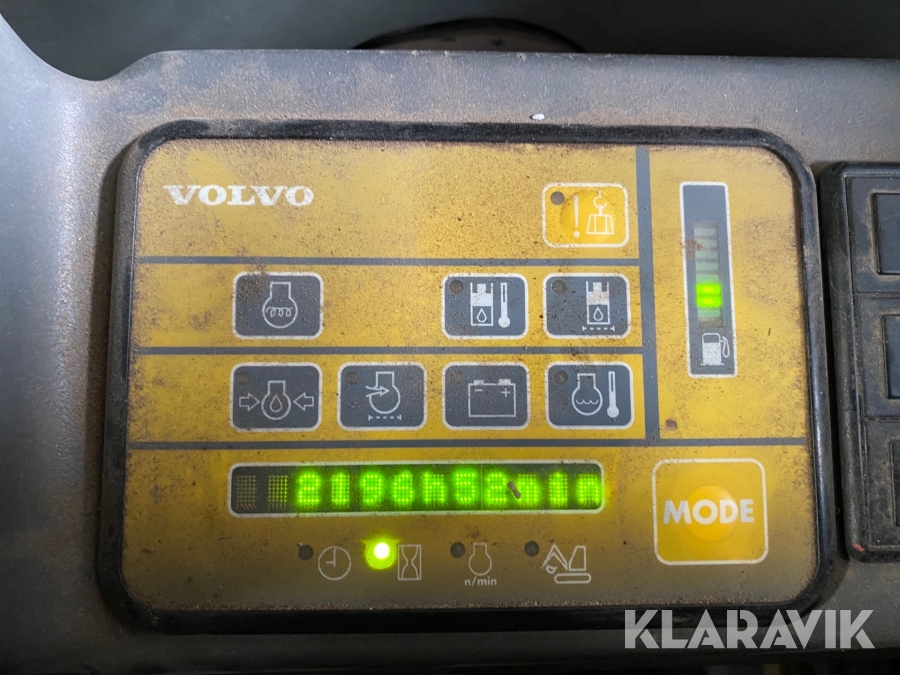 VOLVO
2196h52min
MODE
n/min
KLARAVIK